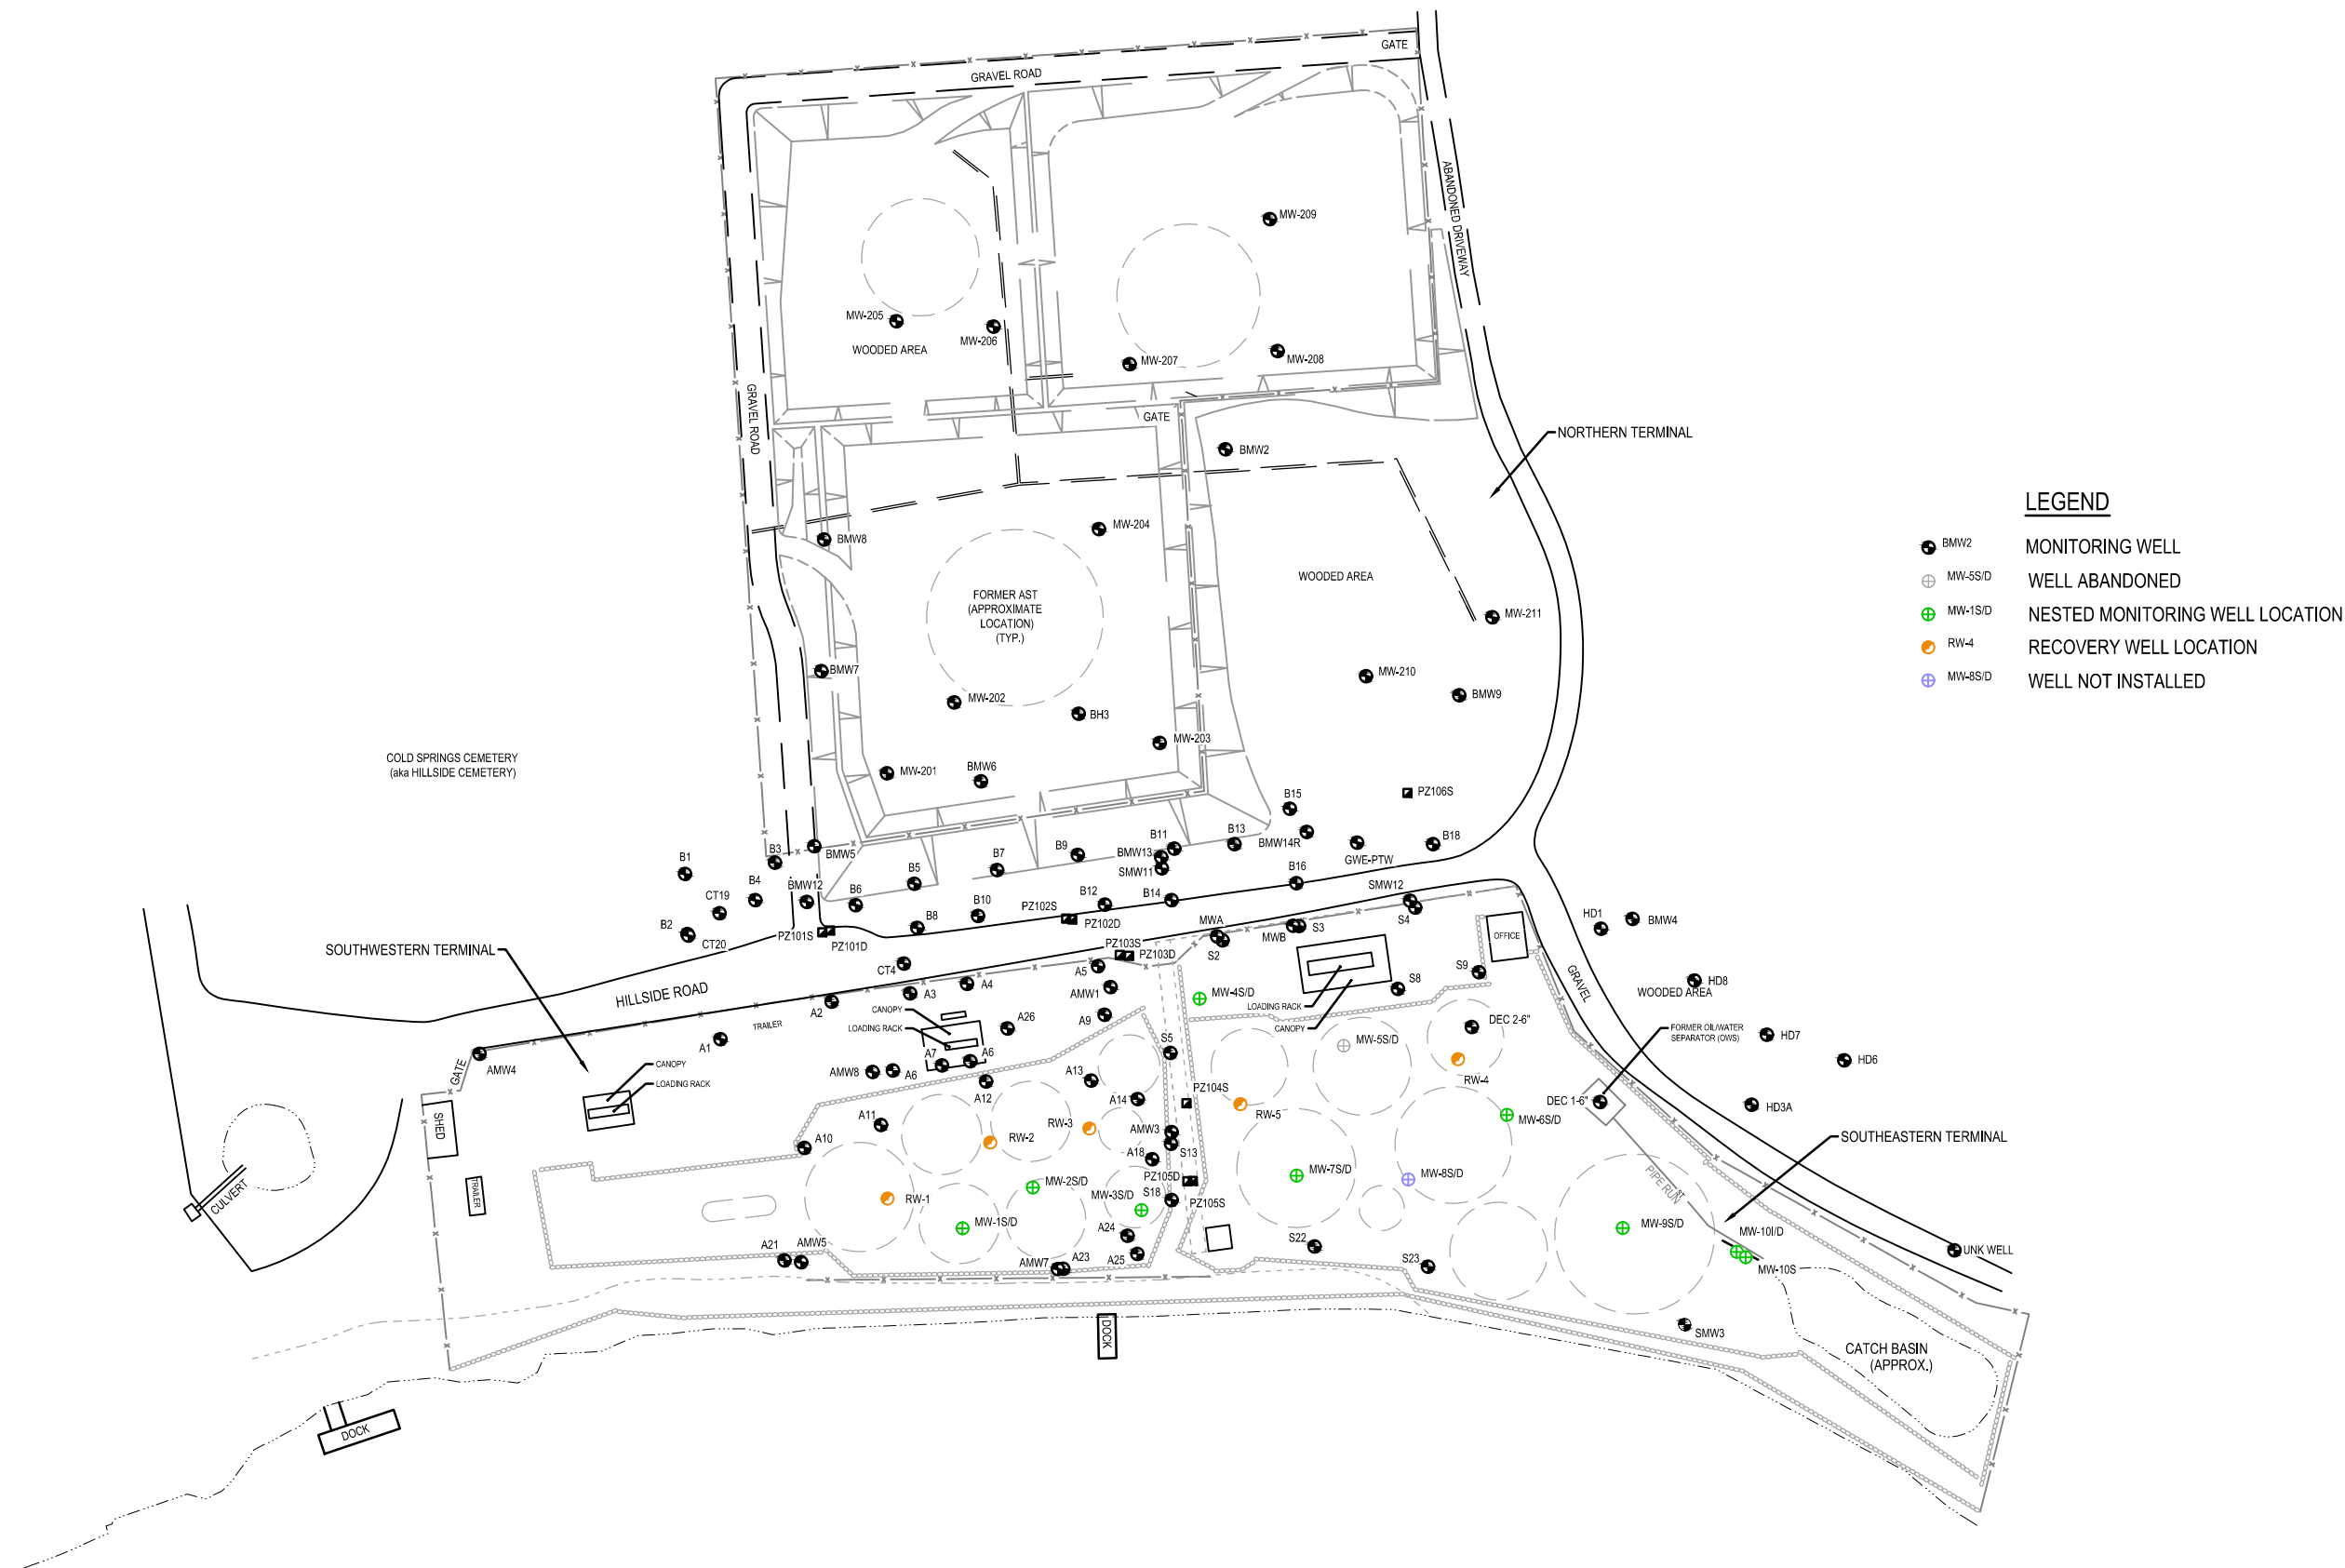 GATE
GRAVEL ROAD
ABANDONED DRIVEWAY
MW-209
MW-205
MW-206
WOODED AREA
MW-207
MW-208
GRAVEL ROAD
GATE
NORTHERN TERMINAL
BMW2
LEGEND
BMW2 MONITORING WELL
MW-5S/D WELL ABANDONED
MW-1S/D NESTED MONITORING WELL LOCATION
RW-4 RECOVERY WELL LOCATION
MW-8S/D WELL NOT INSTALLED
MW-204
BMW8
WOODED AREA
FORMER AST
(APPROXIMATE
LOCATION)
(TYP.)
MW-211
BMW7
MW-210
BMW9
MW-202
BH3
MW-203
COLD SPRINGS CEMETERY
(aka HILLSIDE CEMETERY)
MW-201
BMW6
PZ106S
B15
B13
BMW14R
B18
GWE-PTW
B11
BMW13
SMW11
B9
B7
B5
BMW5
B3
B1
B4
CT19
BMW12
B6
B2
CT20
B8
B10
B12
B14
B16
SMW12
S4
PZ101S
PZ101D
PZ102S
PZ102D
PZ103S
PZ103D
MWA
S2
MWB
S3
OFFICE
HD1
BMW4
SOUTHWESTERN TERMINAL
HILLSIDE ROAD
CT4
A5
A4
A3
A2
AMW1
A9
A26
CANOPY
LOADING RACK
TRAILER
A1
AMW4
GATE
MW-4S/D
LOADING RACK
CANOPY
S8
S9
GRAVEL
WOODED AREA
HD8
HD7
HD6
HD3A
FORMER OIL/WATER
SEPARATOR (OWS)
DEC 2-6"
DEC 1-6"
MW-5S/D
RW-4
S5
A7
A6
AMW8
A6
A12
A13
A14
CANOPY
LOADING RACK
SHED
TRAILER
CULVERT
A11
A10
RW-2
RW-3
PZ104S
RW-5
AMW3
S13
A18
PZ105D
PZ105S
S18
MW-6S/D
MW-7S/D
MW-8S/D
SOUTHEASTERN TERMINAL
PIPE RUN
RW-1
MW-2S/D
MW-3S/D
MW-1S/D
A24
A25
A23
AMW7
A21
AMW5
S22
S23
MW-9S/D
MW-10I/D
MW-10S
UNK WELL
SMW3
CATCH BASIN
(APPROX.)
DOCK
DOCK